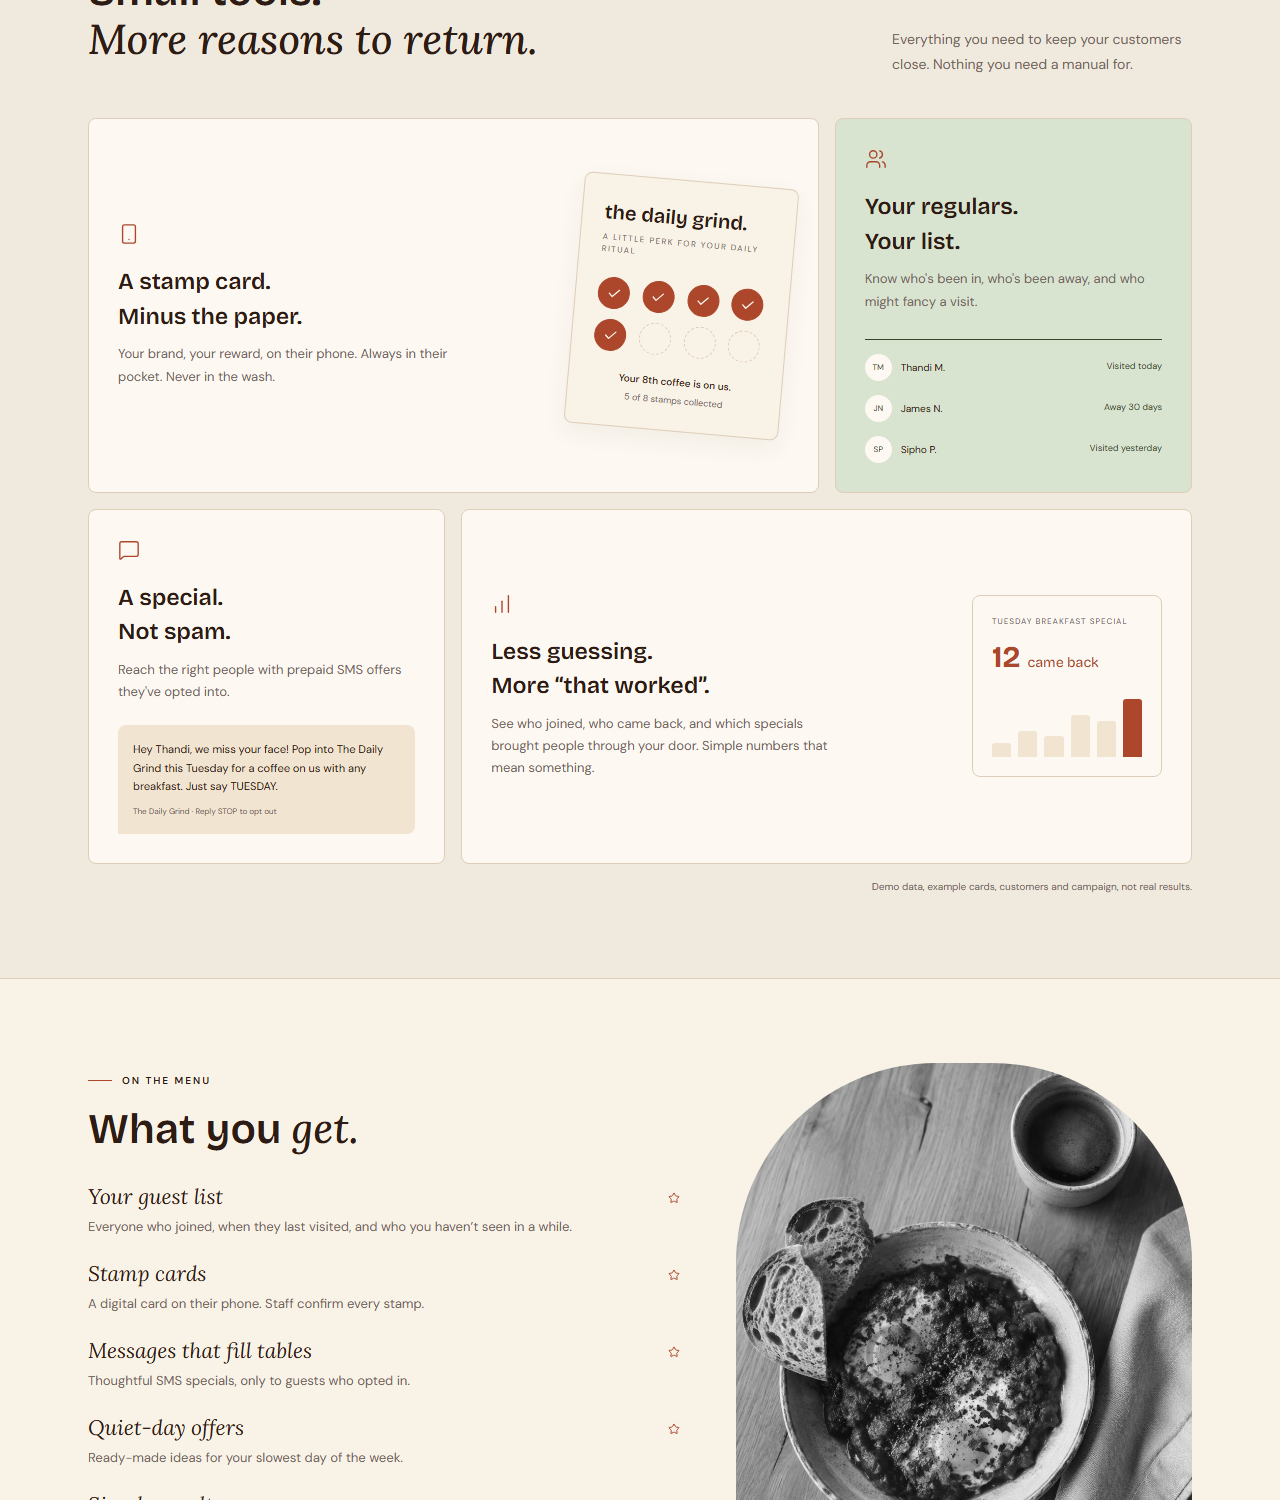 Small tools.
More reasons to return.
Everything you need to keep your customers
close. Nothing you need a manual for.
A stamp card.
Minus the paper.
Your brand, your reward, on their phone. Always in their
pocket. Never in the wash.
the daily grind.
A LITTLE PERK FOR YOUR DAILY
RITUAL
Your 8th coffee is on us.
5 of 8 stamps collected
Your regulars.
Your list.
Know who's been in, who's been away, and who
might fancy a visit.
TM Thandi M. Visited today
JN James N. Away 30 days
SP Sipho P. Visited yesterday
A special.
Not spam.
Reach the right people with prepaid SMS offers
they've opted into.
Hey Thandi, we miss your face! Pop into The Daily
Grind this Tuesday for a coffee on us with any
breakfast. Just say TUESDAY.
The Daily Grind · Reply STOP to opt out
Less guessing.
More “that worked”.
See who joined, who came back, and which specials
brought people through your door. Simple numbers that
mean something.
TUESDAY BREAKFAST SPECIAL
12 came back
Demo data, example cards, customers and campaign, not real results.
ON THE MENU
What you get.
Your guest list
Everyone who joined, when they last visited, and who you haven’t seen in a while.
Stamp cards
A digital card on their phone. Staff confirm every stamp.
Messages that fill tables
Thoughtful SMS specials, only to guests who opted in.
Quiet-day offers
Ready-made ideas for your slowest day of the week.